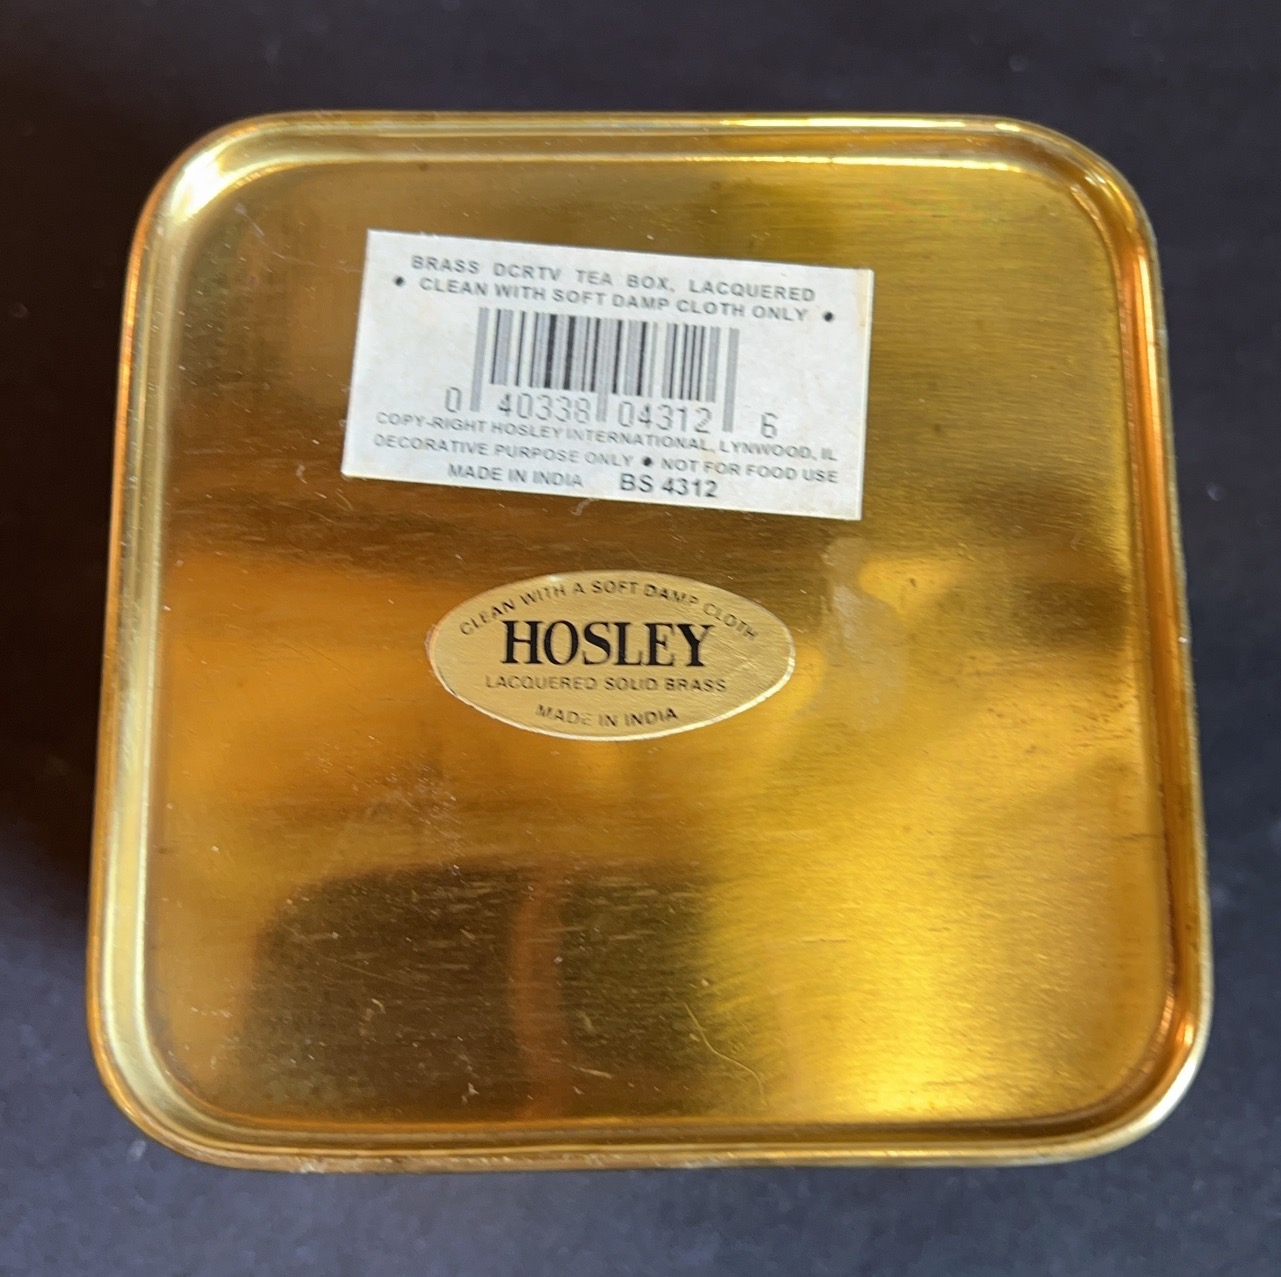 BRASS DCRTV TEA BOX, LACQUERED
• CLEAN WITH SOFT DAMP CLOTH ONLY •
0 40338 04312 6
COPY-RIGHT HOSLEY INTERNATIONAL, LYNWOOD, IL
DECORATIVE PURPOSE ONLY • NOT FOR FOOD USE
MADE IN INDIA BS 4312
CLEAN WITH A SOFT DAMP CLOTH
HOSLEY
LACQUERED SOLID BRASS
MADE IN INDIA